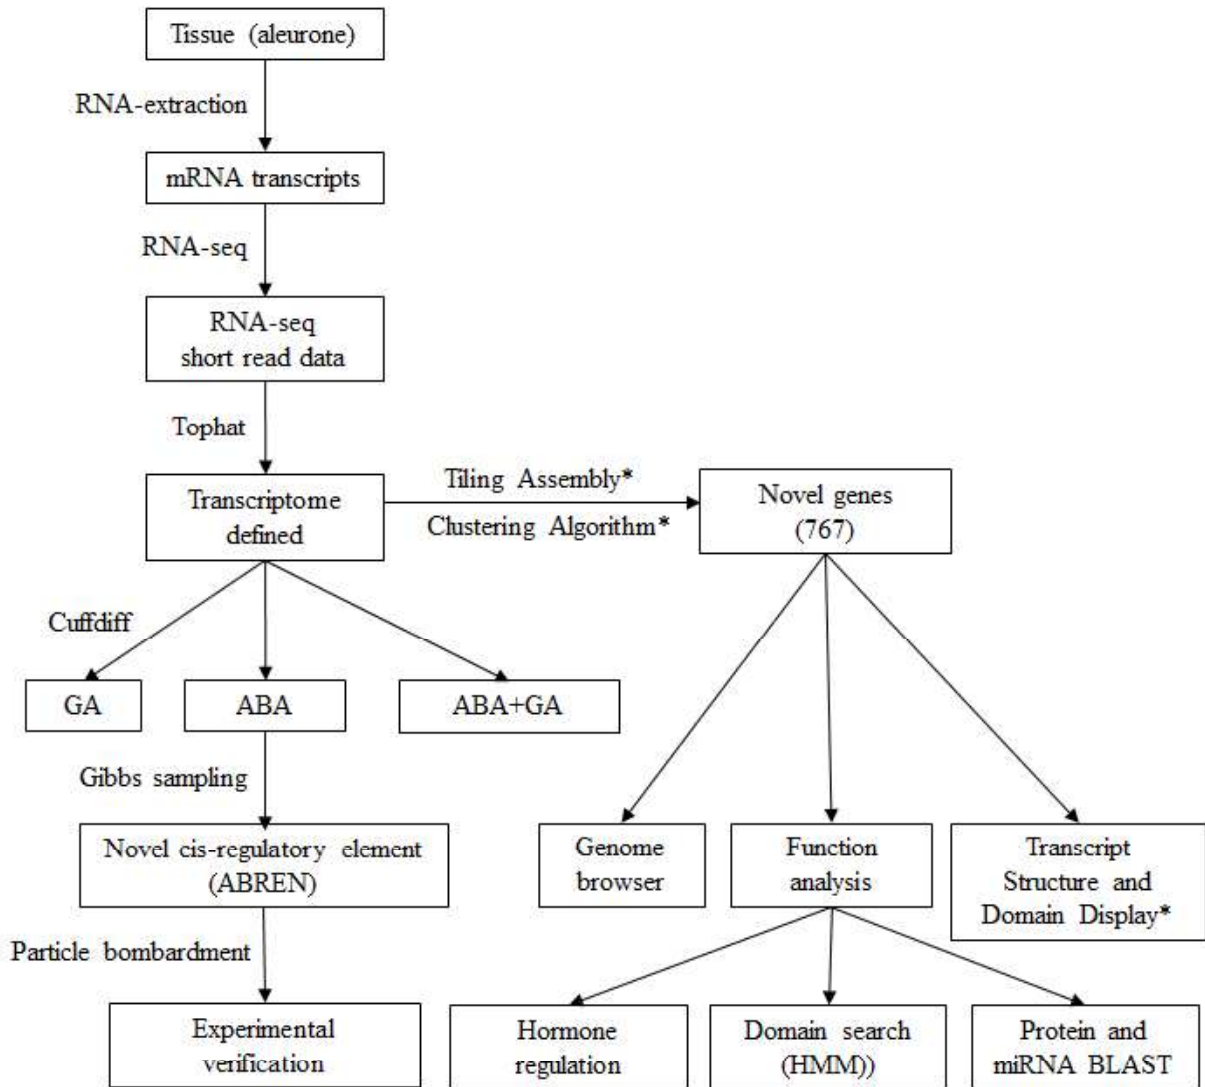 Tissue (aleurone)
RNA-extraction
mRNA transcripts
RNA-seq
RNA-seq
short read data
Tophat
Transcriptome
defined
Tiling Assembly*
Clustering Algorithm*
Novel genes
(767)
Cuffdiff
GA
ABA
ABA+GA
Gibbs sampling
Novel cis-regulatory element
(ABREN)
Genome
browser
Function
analysis
Transcript
Structure and
Domain Display*
Particle bombardment
Experimental
verification
Hormone
regulation
Domain search
(HMM))
Protein and
miRNA BLAST